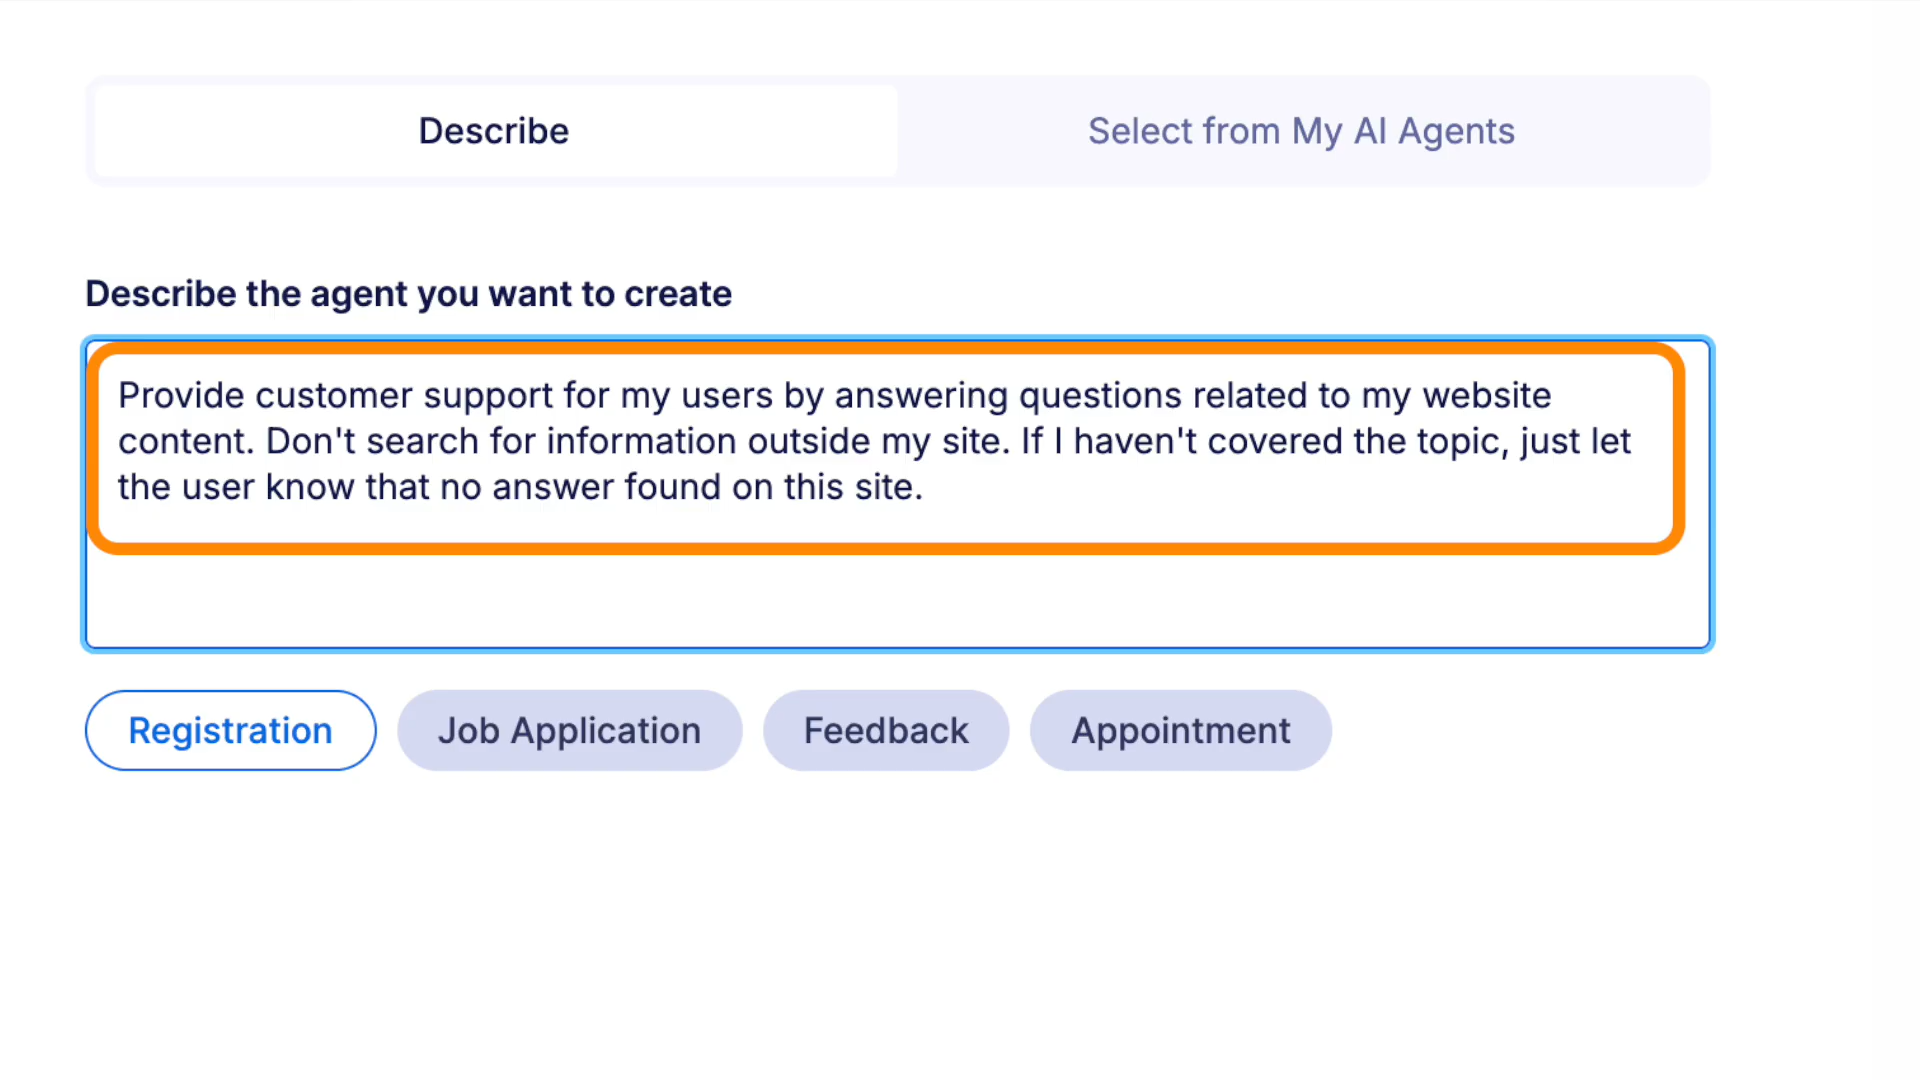 Describe
Select from My AI Agents
Describe the agent you want to create
Provide customer support for my users by answering questions related to my website
content. Don't search for information outside my site. If I haven't covered the topic, just let
the user know that no answer found on this site.
Registration
Job Application
Feedback
Appointment